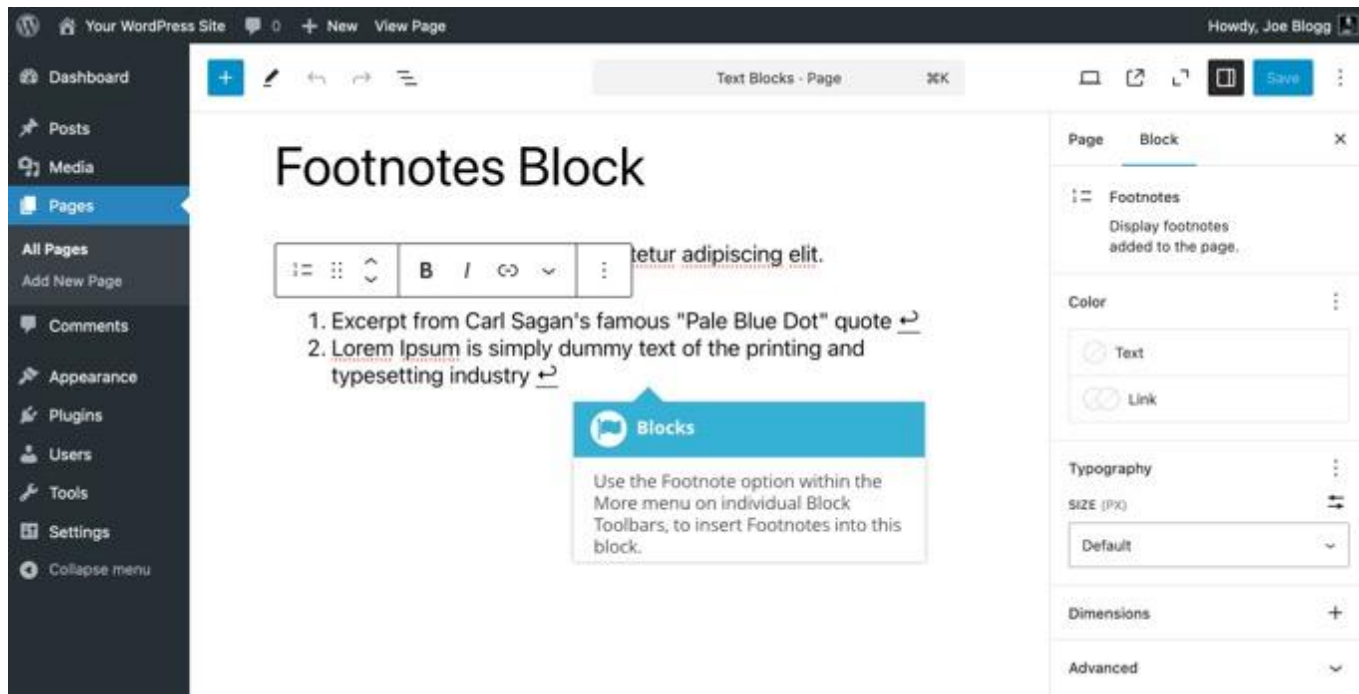 Your WordPress Site 0 + New View Page Howdy, Joe Blogg
Dashboard
Posts
Media
Pages
All Pages
Add New Page
Comments
Appearance
Plugins
Users
Tools
Settings
Collapse menu
Text Blocks - Page ⌘K
Save
Footnotes Block
tetur adipiscing elit.
B I
1. Excerpt from Carl Sagan's famous "Pale Blue Dot" quote ↩
2. Lorem Ipsum is simply dummy text of the printing and
typesetting industry ↩
Blocks
Use the Footnote option within the
More menu on individual Block
Toolbars, to insert Footnotes into this
block.
Page Block
Footnotes
Display footnotes
added to the page.
Color
Text
Link
Typography
SIZE (PX)
Default
Dimensions
Advanced